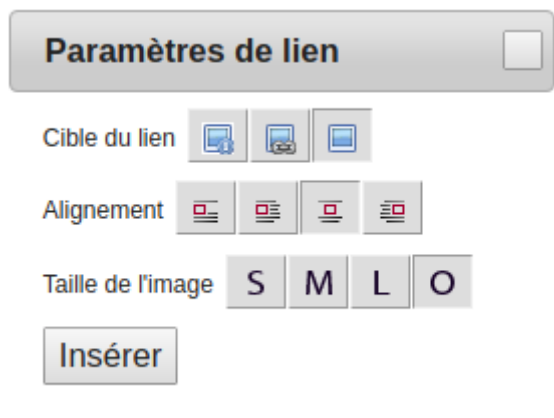 Paramètres de lien
Cible du lien
Alignement
Taille de l'image S M L O
Insérer